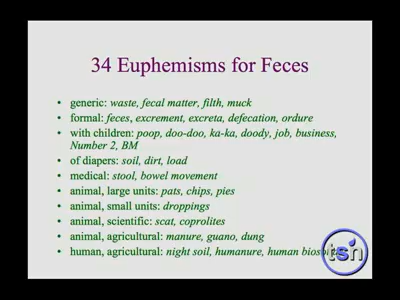 34 Euphemisms for Feces
• generic: waste, fecal matter, filth, muck
• formal: feces, excrement, excreta, defecation, ordure
• with children: poop, doo-doo, ka-ka, doody, job, business,
Number 2, BM
• of diapers: soil, dirt, load
• medical: stool, bowel movement
• animal, large units: pats, chips, pies
• animal, small units: droppings
• animal, scientific: scat, coprolites
• animal, agricultural: manure, guano, dung
• human, agricultural: night soil, humanure, human
tsn